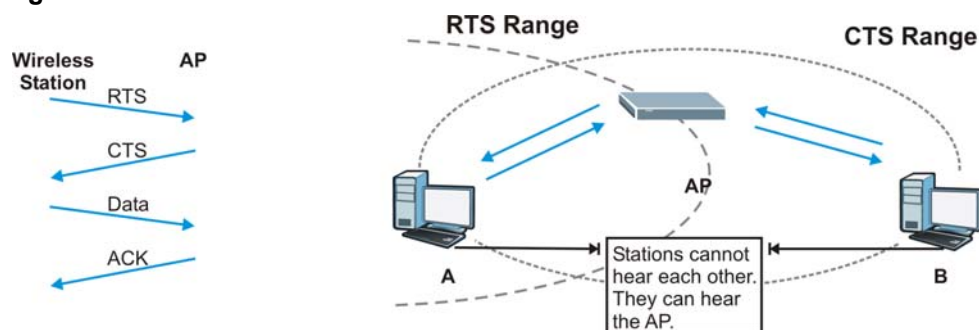 Wireless
Station
AP
RTS
CTS
Data
ACK
RTS Range
CTS Range
AP
A
Stations cannot
hear each other.
They can hear
the AP.
B